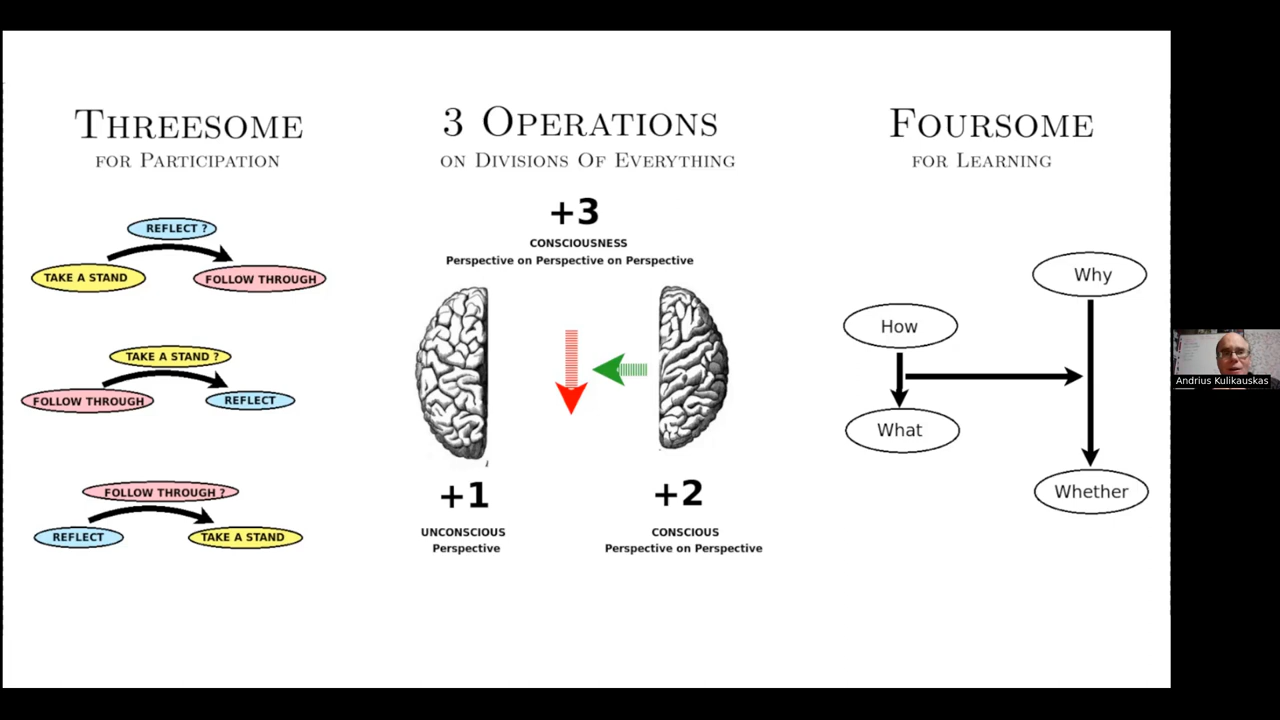 THREESOME
FOR PARTICIPATION
REFLECT ?
TAKE A STAND
FOLLOW THROUGH
TAKE A STAND ?
FOLLOW THROUGH
REFLECT
FOLLOW THROUGH ?
REFLECT
TAKE A STAND
3 OPERATIONS
ON DIVISIONS OF EVERYTHING
+3
CONSCIOUSNESS
Perspective on Perspective on Perspective
+1
UNCONSCIOUS
Perspective
+2
CONSCIOUS
Perspective on Perspective
FOURSOME
FOR LEARNING
Why
How
What
Whether
Andrius Kulikauskas